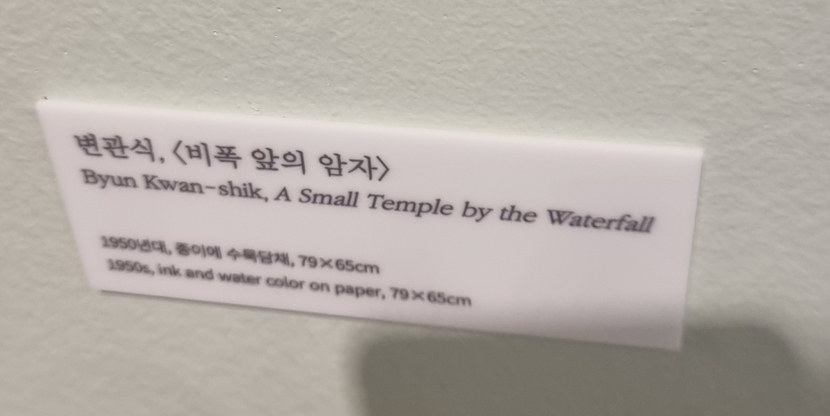 변관식, 〈비폭 앞의 암자〉
Byun Kwan-shik, A Small Temple by the Waterfall
1950년대, 종이에 수묵담채, 79×65cm
1950s, ink and water color on paper, 79×65cm